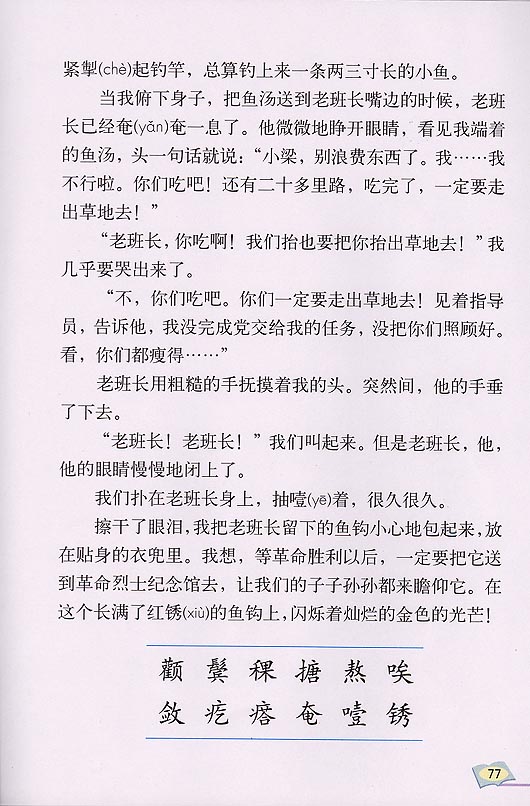 紧掣(chè)起钓竿，总算钓上来一条两三寸长的小鱼。
当我俯下身子，把鱼汤送到老班长嘴边的时候，老班
长已经奄(yǎn)奄一息了。他微微地睁开眼睛，看见我端着
的鱼汤，头一句话就说：“小梁，别浪费东西了。我……我
不行啦。你们吃吧！还有二十多里路，吃完了，一定要走
出草地去！”
“老班长，你吃啊！我们抬也要把你抬出草地去！”我
几乎要哭出来了。
“不，你们吃吧。你们一定要走出草地去！见着指导
员，告诉他，我没完成党交给我的任务，没把你们照顾好。
看，你们都瘦得……”
老班长用粗糙的手抚摸着我的头。突然间，他的手垂
了下去。
“老班长！老班长！”我们叫起来。但是老班长，他，
他的眼睛慢慢地闭上了。
我们扑在老班长身上，抽噎(yē)着，很久很久。
擦干了眼泪，我把老班长留下的鱼钩小心地包起来，放
在贴身的衣兜里。我想，等革命胜利以后，一定要把它送
到革命烈士纪念馆去，让我们的子子孙孙都来瞻仰它。在
这个长满了红锈(xiù)的鱼钩上，闪烁着灿烂的金色的光芒！
颧 鬓 稞 搪 熬 唉
敛 疙 瘩 奄 噎 锈
77